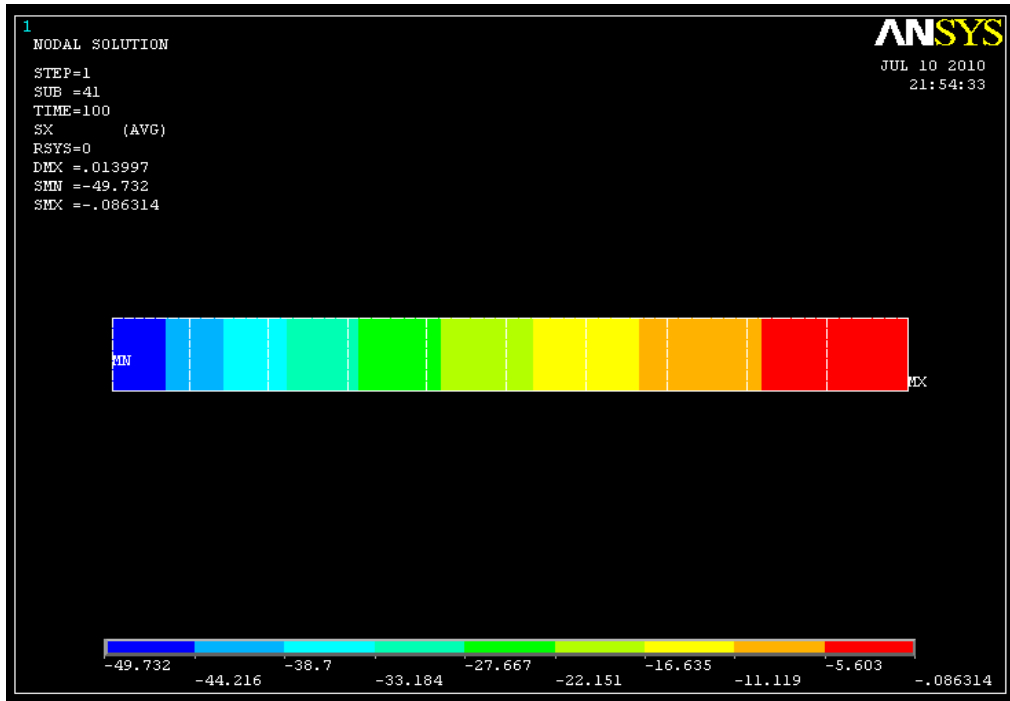 1
NODAL SOLUTION
STEP=1
SUB =41
TIME=100
SX (AVG)
RSYS=0
DMX =.013997
SMN =-49.732
SMX =-.086314
ANSYS
JUL 10 2010
21:54:33
MN
MX
-49.732 -38.7 -27.667 -16.635 -5.603
-44.216 -33.184 -22.151 -11.119 -.086314